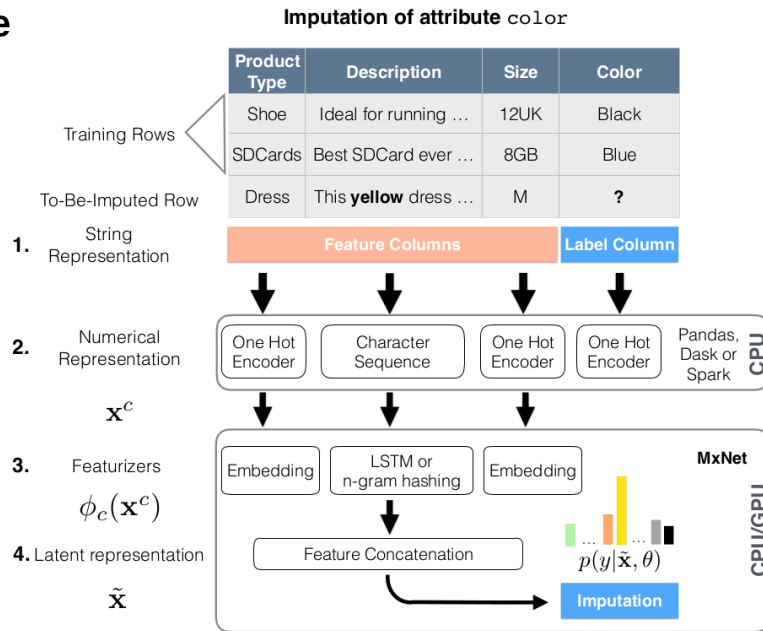 e
Imputation of attribute color
Product Type Description Size Color
Training Rows
Shoe Ideal for running ... 12UK Black
SDCards Best SDCard ever ... 8GB Blue
To-Be-Imputed Row
Dress This yellow dress ... M ?
1. String Representation
Feature Columns Label Column
2. Numerical Representation
x^c
One Hot Encoder
Character Sequence
One Hot Encoder
One Hot Encoder
Pandas, Dask or Spark
CPU
MxNet
3. Featurizers
ϕ_c(x^c)
Embedding
LSTM or n-gram hashing
Embedding
CPU/GPU
4. Latent representation
x̃
Feature Concatenation
... ...
p(y|x̃, θ)
Imputation